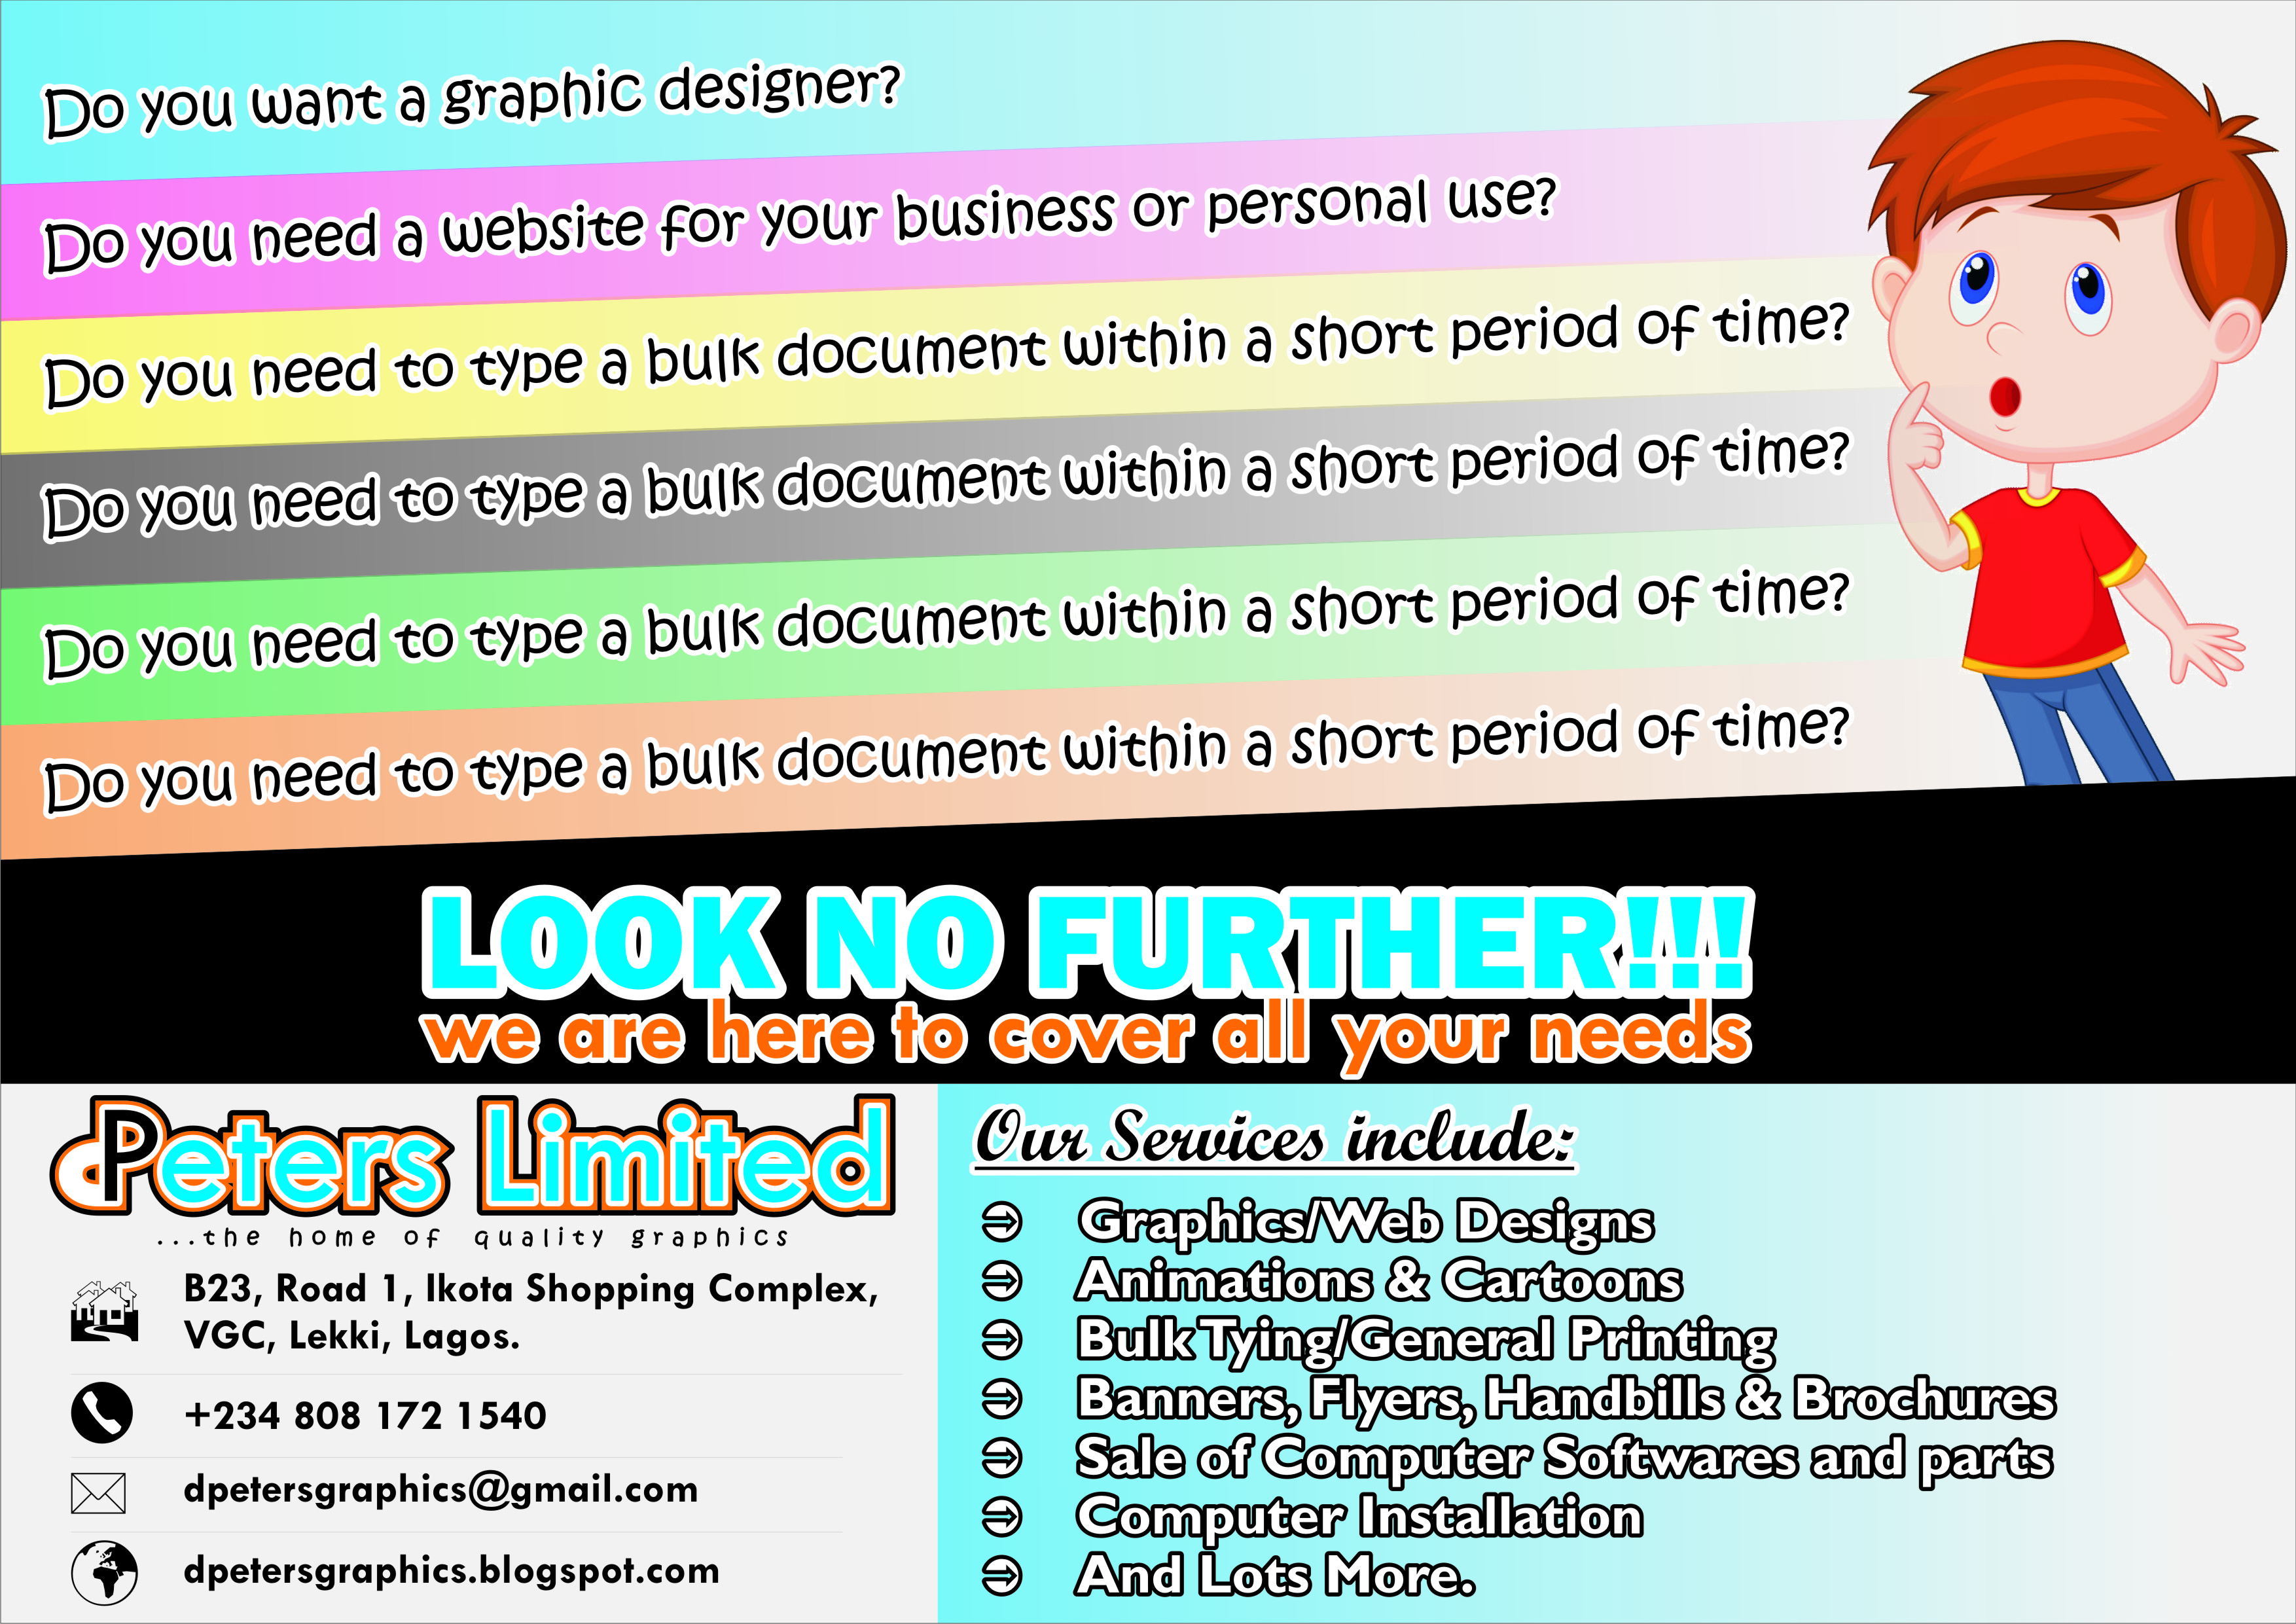 Do you want a graphic designer?
Do you need a website for your business or personal use?
Do you need to type a bulk document within a short period of time?
Do you need to type a bulk document within a short period of time?
Do you need to type a bulk document within a short period of time?
Do you need to type a bulk document within a short period of time?
LOOK NO FURTHER!!!
we are here to cover all your needs
dPeters Limited
...the home of quality graphics
B23, Road 1, Ikota Shopping Complex,
VGC, Lekki, Lagos.
+234 808 172 1540
dpetersgraphics@gmail.com
dpetersgraphics.blogspot.com
Our Services include:
Graphics/Web Designs
Animations & Cartoons
Bulk Tying/General Printing
Banners, Flyers, Handbills & Brochures
Sale of Computer Softwares and parts
Computer Installation
And Lots More.